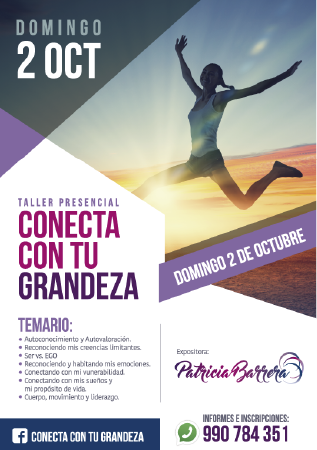 DOMINGO
2 OCT
TALLER PRESENCIAL
CONECTA
CON TU
GRANDEZA
DOMINGO 2 DE OCTUBRE
TEMARIO:
• Autoconocimiento y Autovaloración.
• Reconociendo mis creencias limitantes.
• Ser vs. EGO
• Reconociendo y habitando mis emociones.
• Conectando con mi vulnerabilidad.
• Conectando con mis sueños y
mi propósito de vida.
• Cuerpo, movimiento y liderazgo.
Expositora:
Patricia Barrera
f CONECTA CON TU GRANDEZA
INFORMES E INSCRIPCIONES:
990 784 351